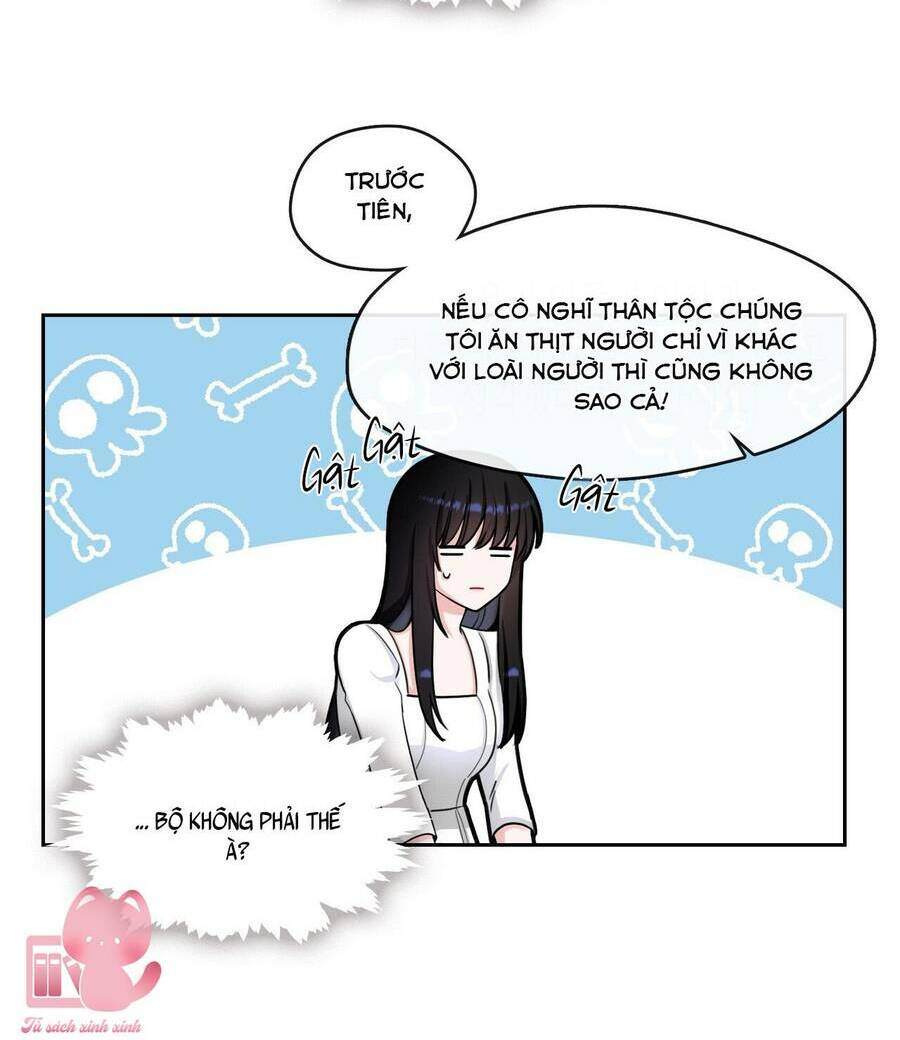 TRƯỚC
TIÊN,
NẾU CÔ NGHĨ THÂN TỘC CHÚNG
TÔI ĂN THỊT NGƯỜI CHỈ VÌ KHÁC
VỚI LOÀI NGƯỜI THÌ CŨNG KHÔNG
SAO CẢ!
Gật
Gật
Gật
... BỘ KHÔNG PHẢI THẾ
À?
Tủ sách xinh xinh